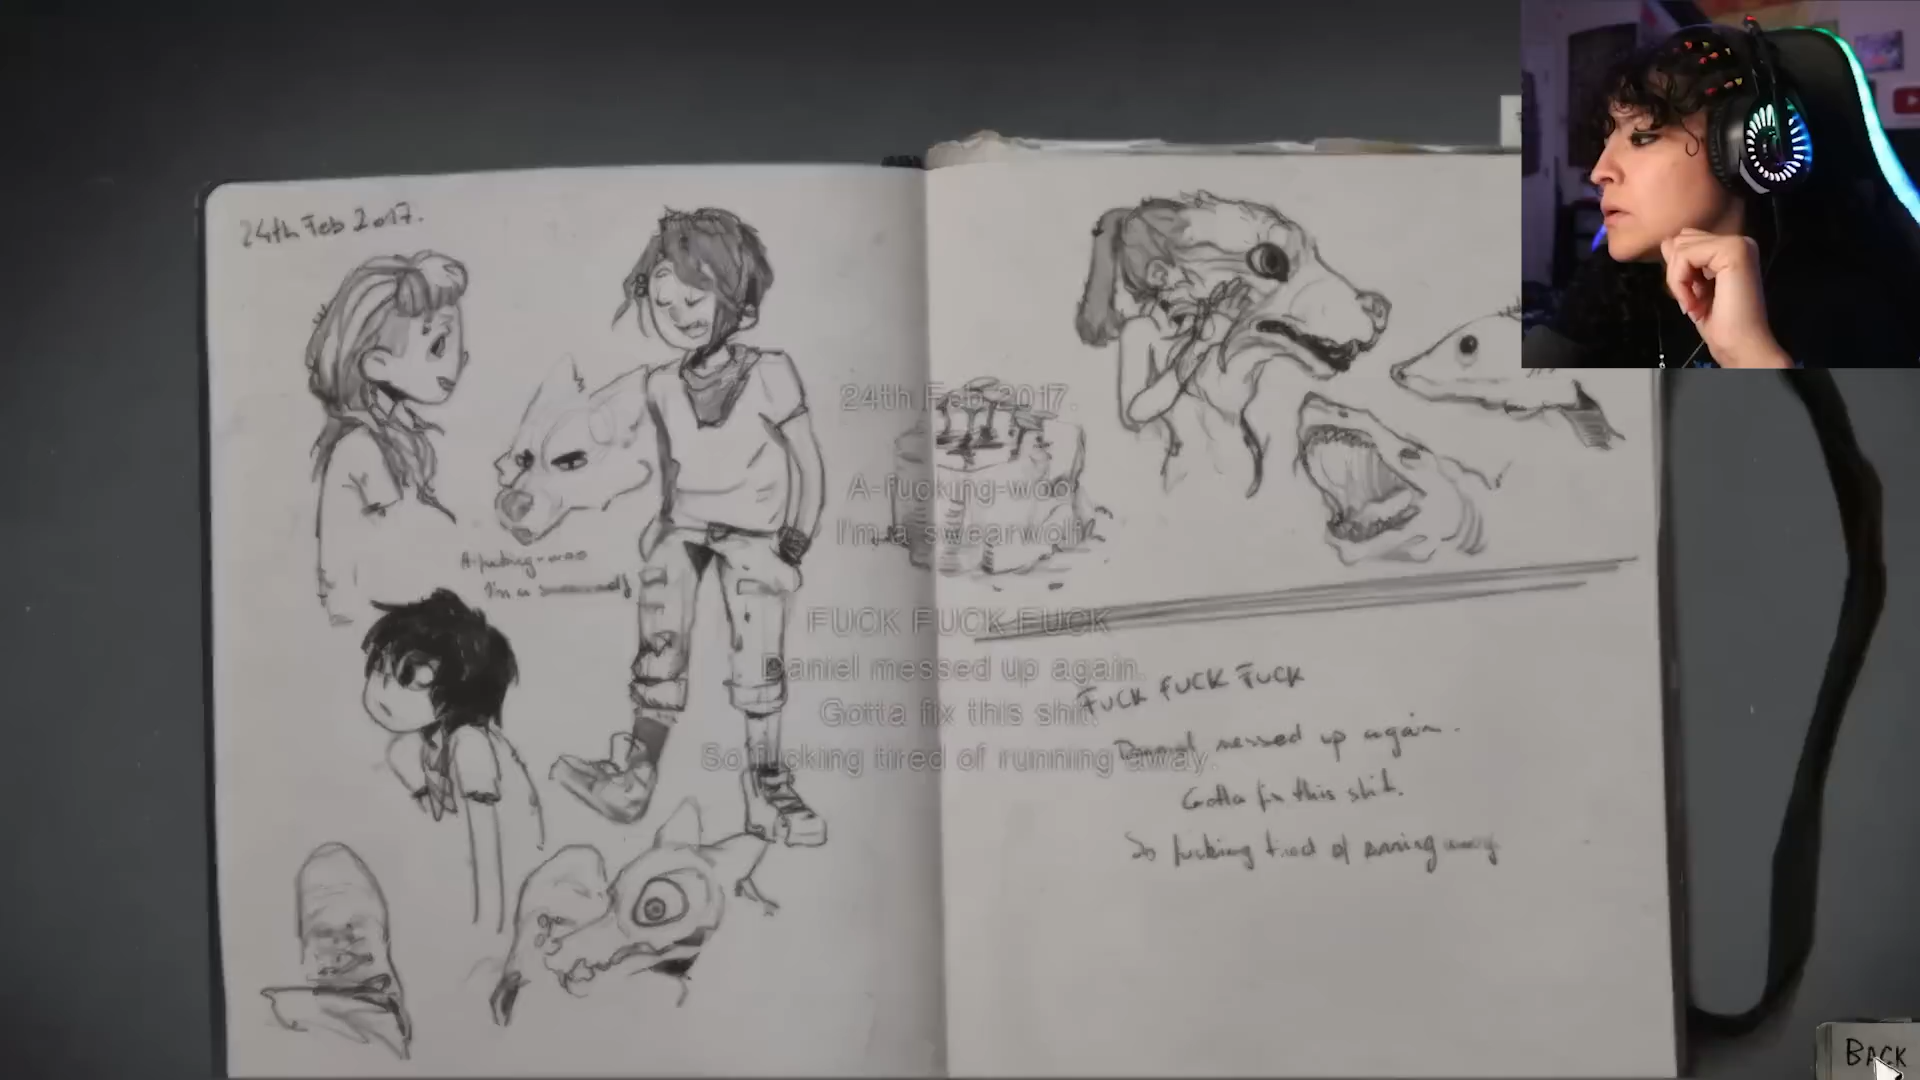 24th Feb 2017.
A-fucking-woo
I'm a swearwolf
FUCK FUCK FUCK
Daniel messed up again.
Gotta fix this shit.
So fucking tired of running away
24th Feb 2017.
A-fucking-woo
I'm a swearwolf
FUCK FUCK FUCK
Daniel messed up again.
Gotta fix this shit.
So fucking tired of running away.
BACK